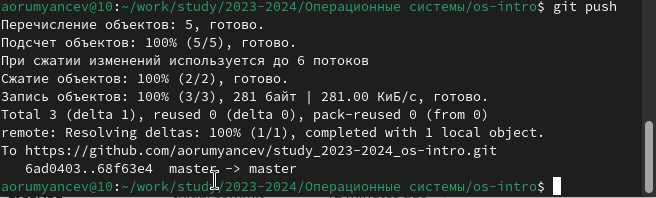 aorumyancev@10:~/work/study/2023-2024/Операционные системы/os-intro$ git push
Перечисление объектов: 5, готово.
Подсчет объектов: 100% (5/5), готово.
При сжатии изменений используется до 6 потоков
Сжатие объектов: 100% (2/2), готово.
Запись объектов: 100% (3/3), 281 байт | 281.00 КиБ/с, готово.
Total 3 (delta 1), reused 0 (delta 0), pack-reused 0 (from 0)
remote: Resolving deltas: 100% (1/1), completed with 1 local object.
To https://github.com/aorumyancev/study_2023-2024_os-intro.git
   6ad0403..68f63e4  master -> master
aorumyancev@10:~/work/study/2023-2024/Операционные системы/os-intro$